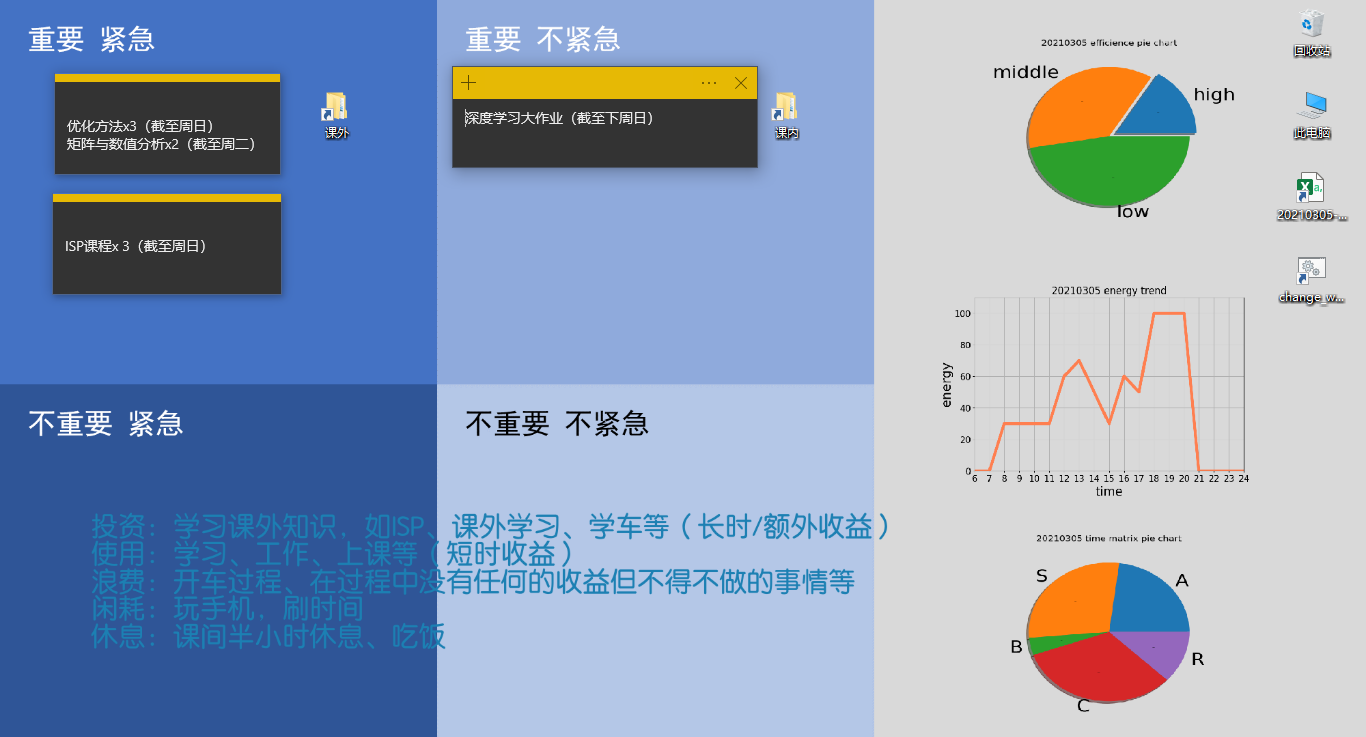 重要 紧急
优化方法x3（截至周日）
矩阵与数值分析x2（截至周二）
课外
ISP课程x 3（截至周日）
重要 不紧急
深度学习大作业（截至下周日）
课内
不重要 紧急
不重要 不紧急
投资：学习课外知识，如ISP、课外学习、学车等（长时/额外收益）
使用：学习、工作、上课等（短时收益）
浪费：开车过程、在过程中没有任何的收益但不得不做的事情等
闲耗：玩手机，刷时间
休息：课间半小时休息、吃饭
20210305 efficience pie chart
middle
high
low
20210305 energy trend
energy
100
80
60
40
20
0
6 7 8 9 10 11 12 13 14 15 16 17 18 19 20 21 22 23 24
time
20210305 time matrix pie chart
S
A
B
R
C
回收站
此电脑
20210305-...
change_w...